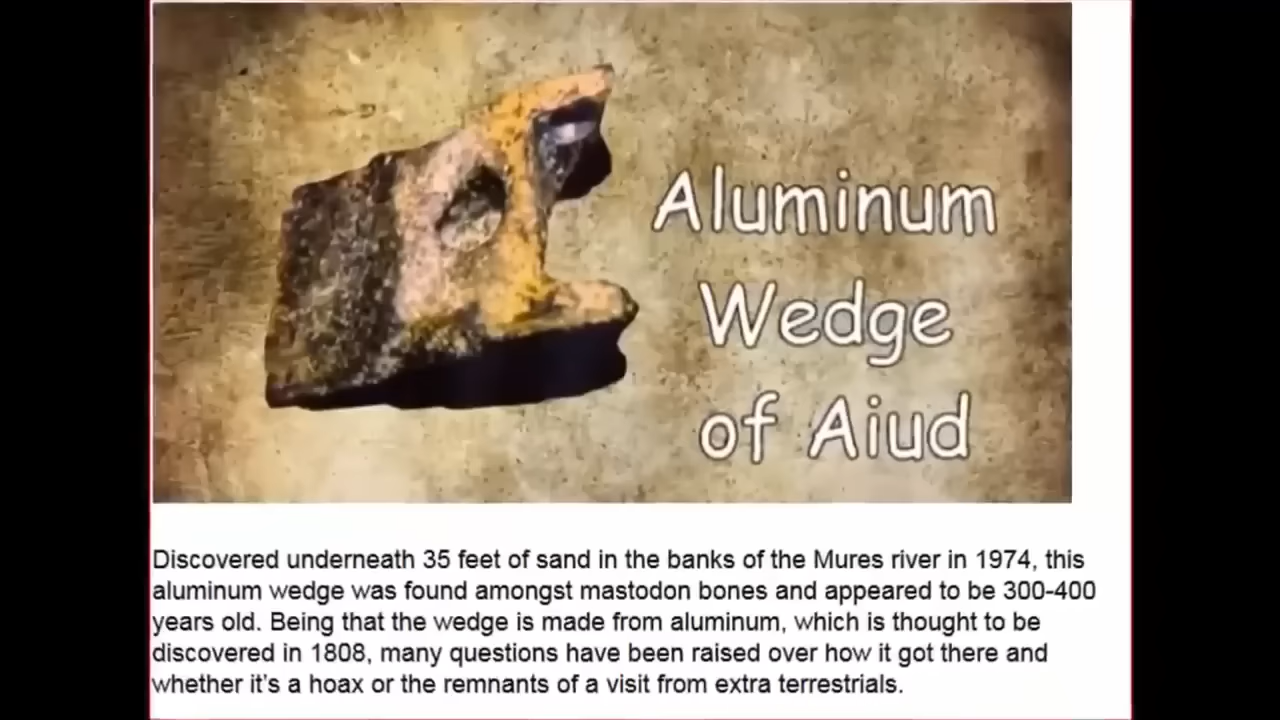 Aluminum
Wedge
of Aiud
Discovered underneath 35 feet of sand in the banks of the Mures river in 1974, this
aluminum wedge was found amongst mastodon bones and appeared to be 300-400
years old. Being that the wedge is made from aluminum, which is thought to be
discovered in 1808, many questions have been raised over how it got there and
whether it's a hoax or the remnants of a visit from extra terrestrials.